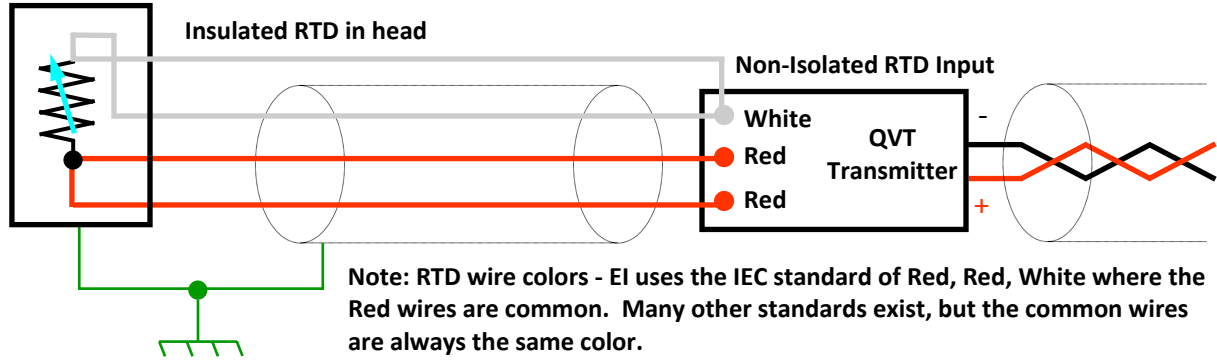 Insulated RTD in head
Non-Isolated RTD Input
White
Red
Red
QVT
Transmitter
-
+
Note: RTD wire colors - EI uses the IEC standard of Red, Red, White where the
Red wires are common.  Many other standards exist, but the common wires
are always the same color.